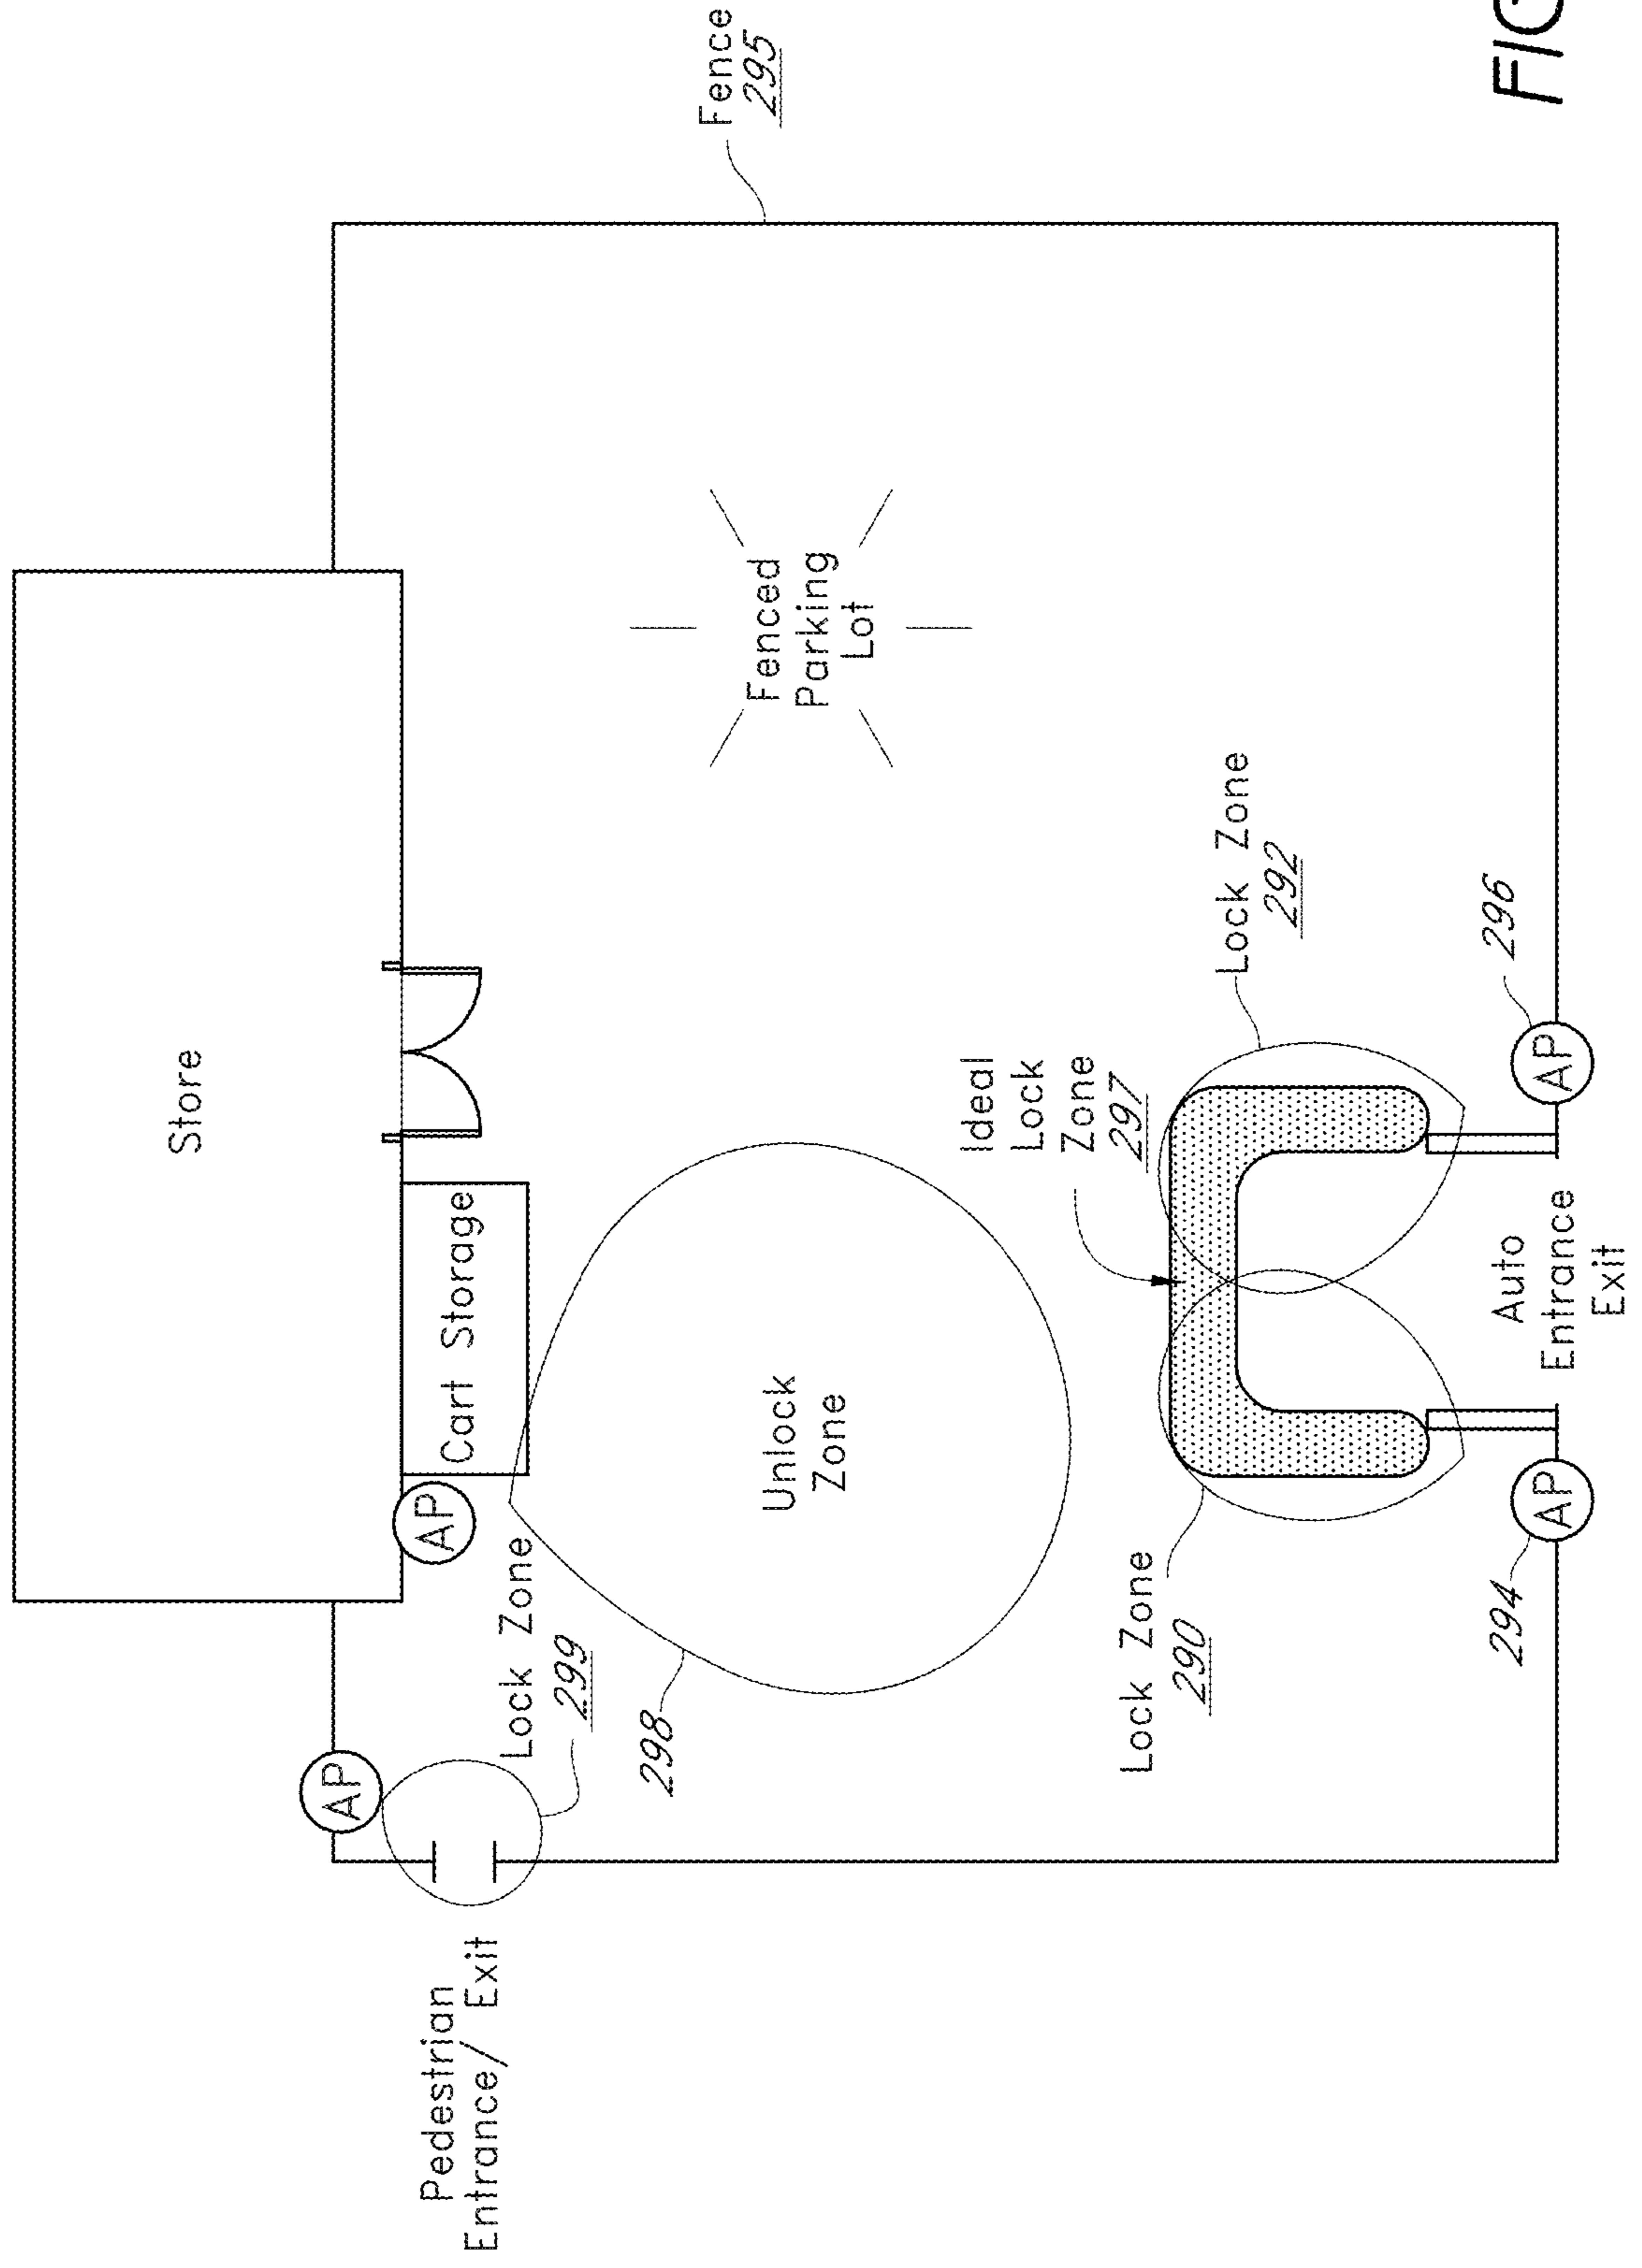 Store
Cart Storage
AP
AP
Fence
295
Fenced
Parking
Lot
Lock Zone
299
298
Unlock
Zone
Pedestrian
Entrance/ Exit
Ideal
Lock
Zone
297
Lock Zone
290
Lock Zone
292
294
AP
Auto
Entrance
Exit
AP
296
FIG